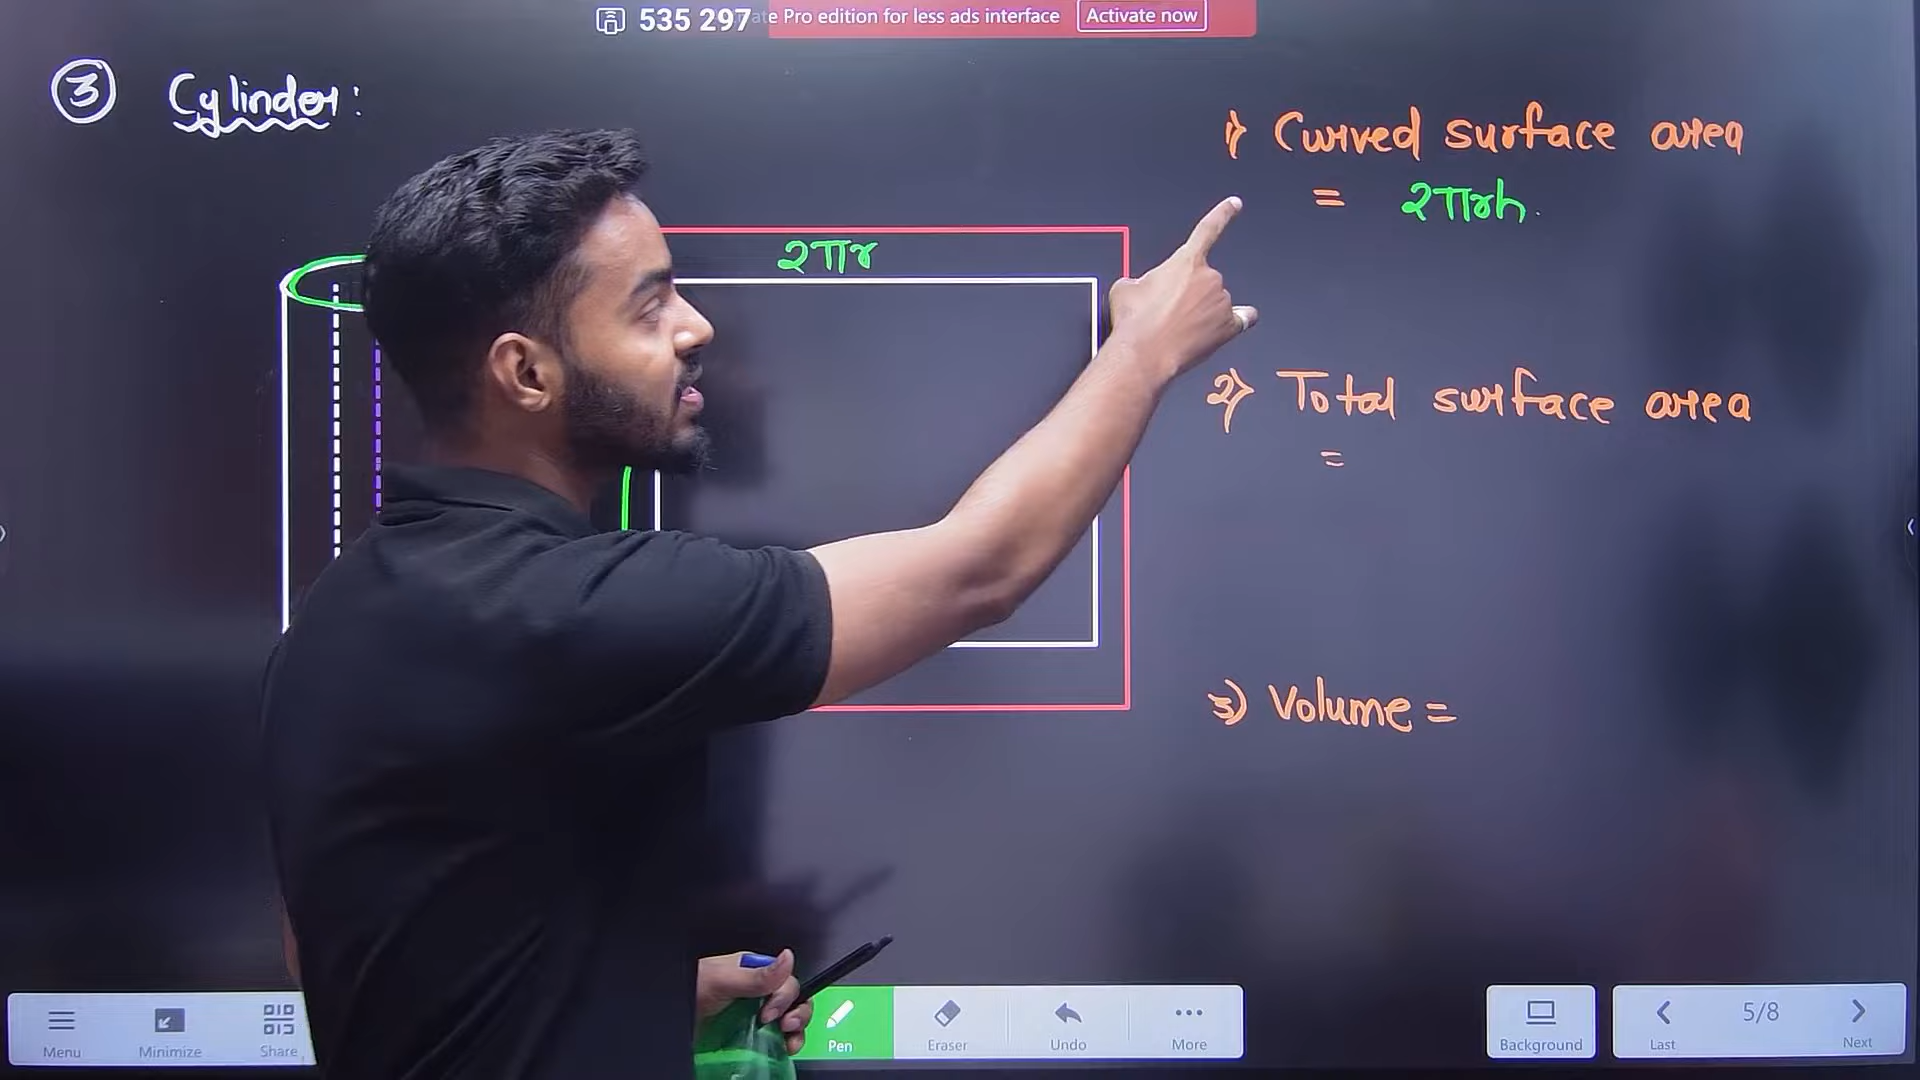 535 297
te Pro edition for less ads interface
Activate now
3 Cylinder:
1) Curved surface area
= 2πrh.
2πr
2) Total surface area
=
3) Volume =
Menu
Minimize
Share
Pen
Eraser
Undo
More
Background
Last
5/8
Next